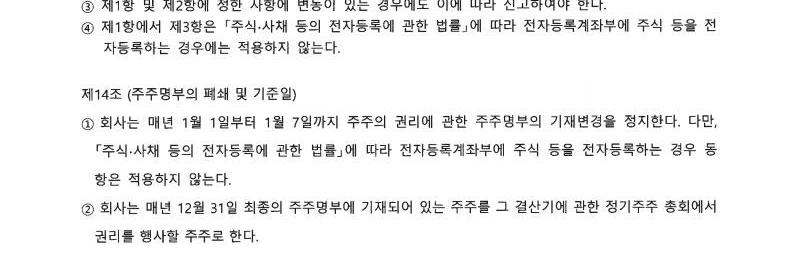 ③ 제1항 및 제2항에 정한 사항에 변동이 있는 경우에도 이에 따라 신고하여야 한다.
④ 제1항에서 제3항은 「주식·사채 등의 전자등록에 관한 법률」에 따라 전자등록계좌부에 주식 등을 전
자등록하는 경우에는 적용하지 않는다.
제14조 (주주명부의 폐쇄 및 기준일)
① 회사는 매년 1월 1일부터 1월 7일까지 주주의 권리에 관한 주주명부의 기재변경을 정지한다. 다만,
「주식·사채 등의 전자등록에 관한 법률」에 따라 전자등록계좌부에 주식 등을 전자등록하는 경우 동
항은 적용하지 않는다.
② 회사는 매년 12월 31일 최종의 주주명부에 기재되어 있는 주주를 그 결산기에 관한 정기주주 총회에서
권리를 행사할 주주로 한다.